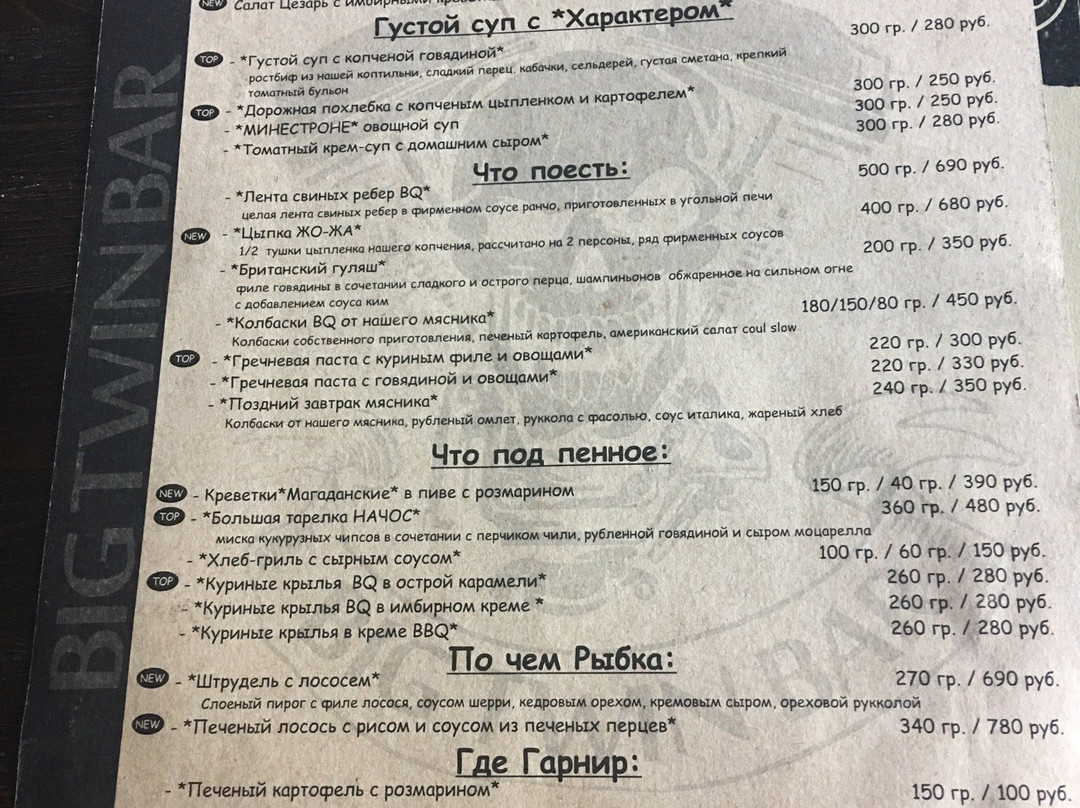 NEW Салат Цезарь с имбирными
Густой суп с *Характером*
TOP - *Густой суп с копченой говядиной* 300 гр. / 280 руб.
ростбиф из нашей коптильни, сладкий перец, кабачки, сельдерей, густая сметана, крепкий
томатный бульон
TOP - *Дорожная похлебка с копченым цыпленком и картофелем* 300 гр. / 250 руб.
- *МИНЕСТРОНЕ* овощной суп 300 гр. / 250 руб.
- *Томатный крем-суп с домашним сыром* 300 гр. / 280 руб.
Что поесть:
- *Лента свиных ребер BQ* 500 гр. / 690 руб.
целая лента свиных ребер в фирменном соусе ранчо, приготовленных в угольной печи
NEW - *Цыпка ЖО-ЖА* 400 гр. / 680 руб.
1/2 тушки цыпленка нашего копчения, рассчитано на 2 персоны, ряд фирменных соусов
- *Британский гуляш* 200 гр. / 350 руб.
филе говядины в сочетании сладкого и острого перца, шампиньонов обжаренное на сильном огне
с добавлением соуса ким
- *Колбаски BQ от нашего мясника* 180/150/80 гр. / 450 руб.
Колбаски собственного приготовления, печеный картофель, американский салат coul slow
TOP - *Гречневая паста с куриным филе и овощами* 220 гр. / 300 руб.
- *Гречневая паста с говядиной и овощами* 220 гр. / 330 руб.
- *Поздний завтрак мясника* 240 гр. / 350 руб.
Колбаски от нашего мясника, рубленый омлет, руккола с фасолью, соус италика, жареный хлеб
Что под пенное:
NEW - Креветки*Магаданские* в пиве с розмарином 150 гр. / 40 гр. / 390 руб.
TOP - *Большая тарелка НАЧОС* 360 гр. / 480 руб.
миска кукурузных чипсов в сочетании с перчиком чили, рубленной говядиной и сыром моцарелла
- *Хлеб-гриль с сырным соусом* 100 гр. / 60 гр. / 150 руб.
TOP - *Куриные крылья BQ в острой карамели* 260 гр. / 280 руб.
- *Куриные крылья BQ в имбирном креме * 260 гр. / 280 руб.
- *Куриные крылья в креме BBQ* 260 гр. / 280 руб.
По чем Рыбка:
NEW - *Штрудель с лососем* 270 гр. / 690 руб.
Слоеный пирог с филе лосося, соусом шерри, кедровым орехом, кремовым сыром, ореховой рукколой
NEW - *Печеный лосось с рисом и соусом из печеных перцев* 340 гр. / 780 руб.
Где Гарнир:
- *Печеный картофель с розмарином* 150 гр. / 100 руб.
BIG TWIN BAR